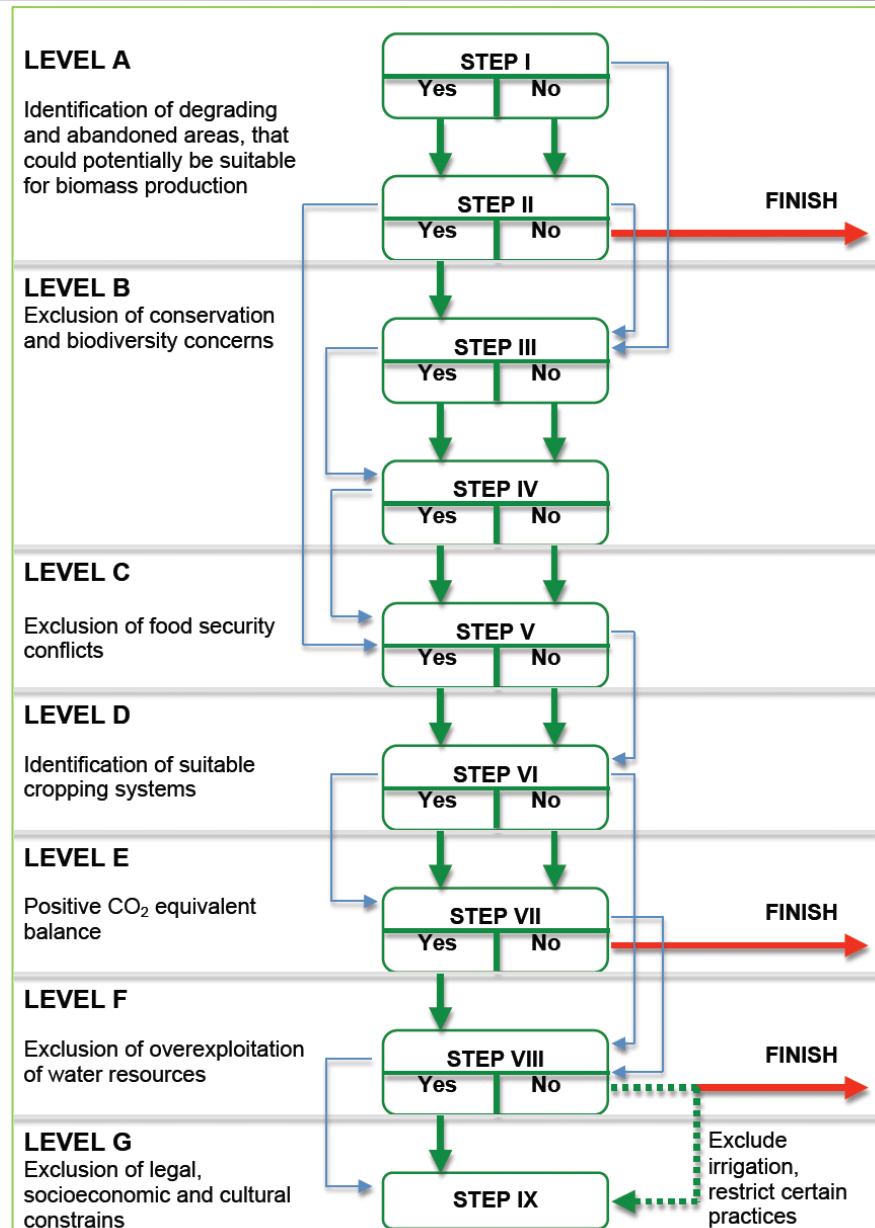 LEVEL A
Identification of degrading
and abandoned areas, that
could potentially be suitable
for biomass production
STEP I
Yes No
STEP II
Yes No
FINISH
LEVEL B
Exclusion of conservation
and biodiversity concerns
STEP III
Yes No
STEP IV
Yes No
LEVEL C
Exclusion of food security
conflicts
STEP V
Yes No
LEVEL D
Identification of suitable
cropping systems
STEP VI
Yes No
LEVEL E
Positive CO₂ equivalent
balance
STEP VII
Yes No
FINISH
LEVEL F
Exclusion of overexploitation
of water resources
STEP VIII
Yes No
FINISH
LEVEL G
Exclusion of legal,
socioeconomic and cultural
constrains
STEP IX
Exclude
irrigation,
restrict certain
practices